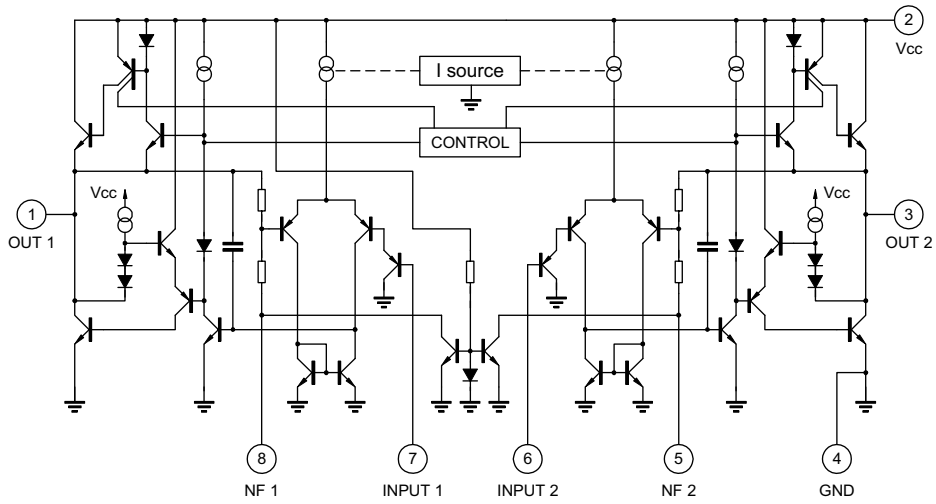 2
Vcc
I source
CONTROL
Vcc
Vcc
1
OUT 1
3
OUT 2
8
7
6
5
4
NF 1
INPUT 1
INPUT 2
NF 2
GND